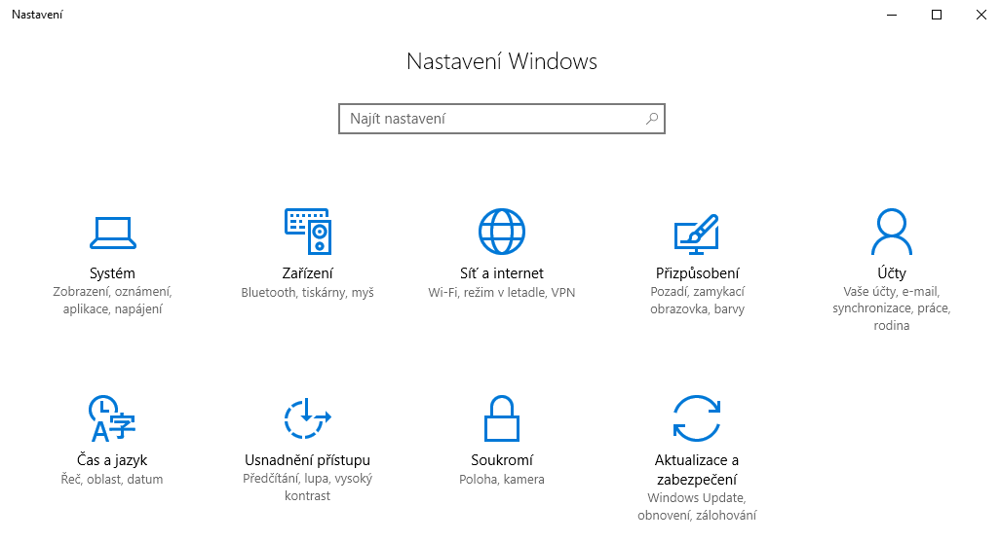 Nastavení
Nastavení Windows
Najít nastavení
Systém
Zobrazení, oznámení,
aplikace, napájení
Zařízení
Bluetooth, tiskárny, myš
Síť a internet
Wi-Fi, režim v letadle, VPN
Přizpůsobení
Pozadí, zamykací
obrazovka, barvy
Účty
Vaše účty, e-mail,
synchronizace, práce,
rodina
Čas a jazyk
Řeč, oblast, datum
Usnadnění přístupu
Předčítání, lupa, vysoký
kontrast
Soukromí
Poloha, kamera
Aktualizace a
zabezpečení
Windows Update,
obnovení, zálohování